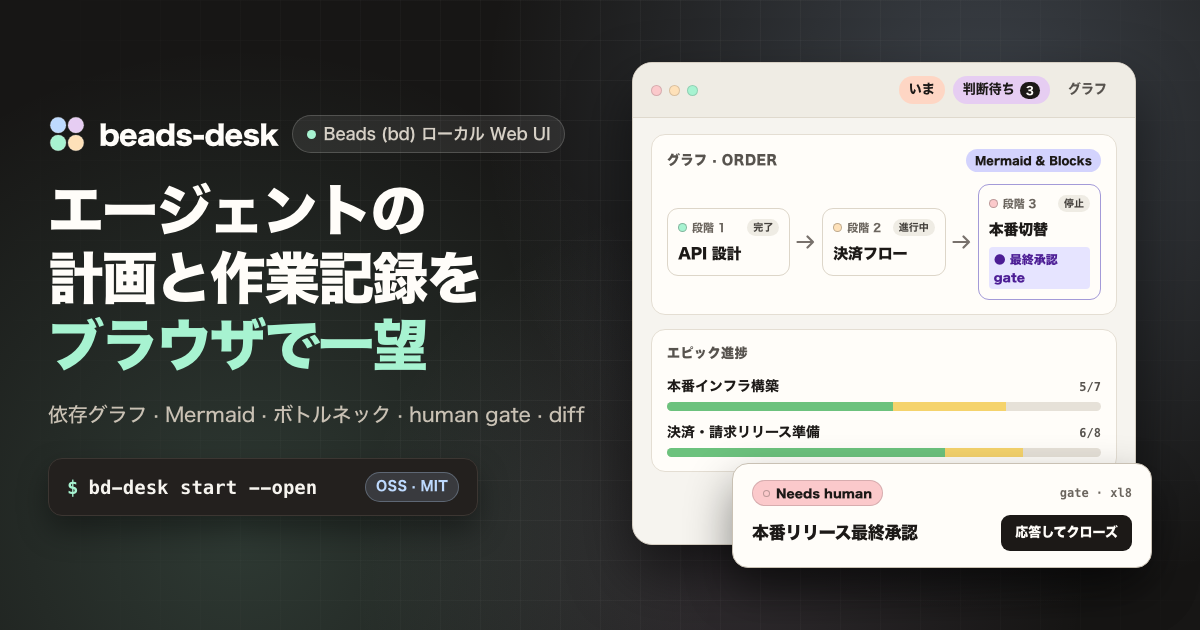 beads-desk
Beads (bd) ローカル Web UI
エージェントの
計画と作業記録を
ブラウザで一望
依存グラフ · Mermaid · ボトルネック · human gate · diff
$ bd-desk start --open
OSS · MIT
いま
判断待ち 3
グラフ
グラフ · ORDER
Mermaid & Blocks
段階 1 完了
API 設計
段階 2 進行中
決済フロー
段階 3 停止
本番切替
最終承認
gate
エピック進捗
本番インフラ構築 5/7
決済・請求リリース準備 6/8
Needs human
gate · xl8
本番リリース最終承認
応答してクローズ